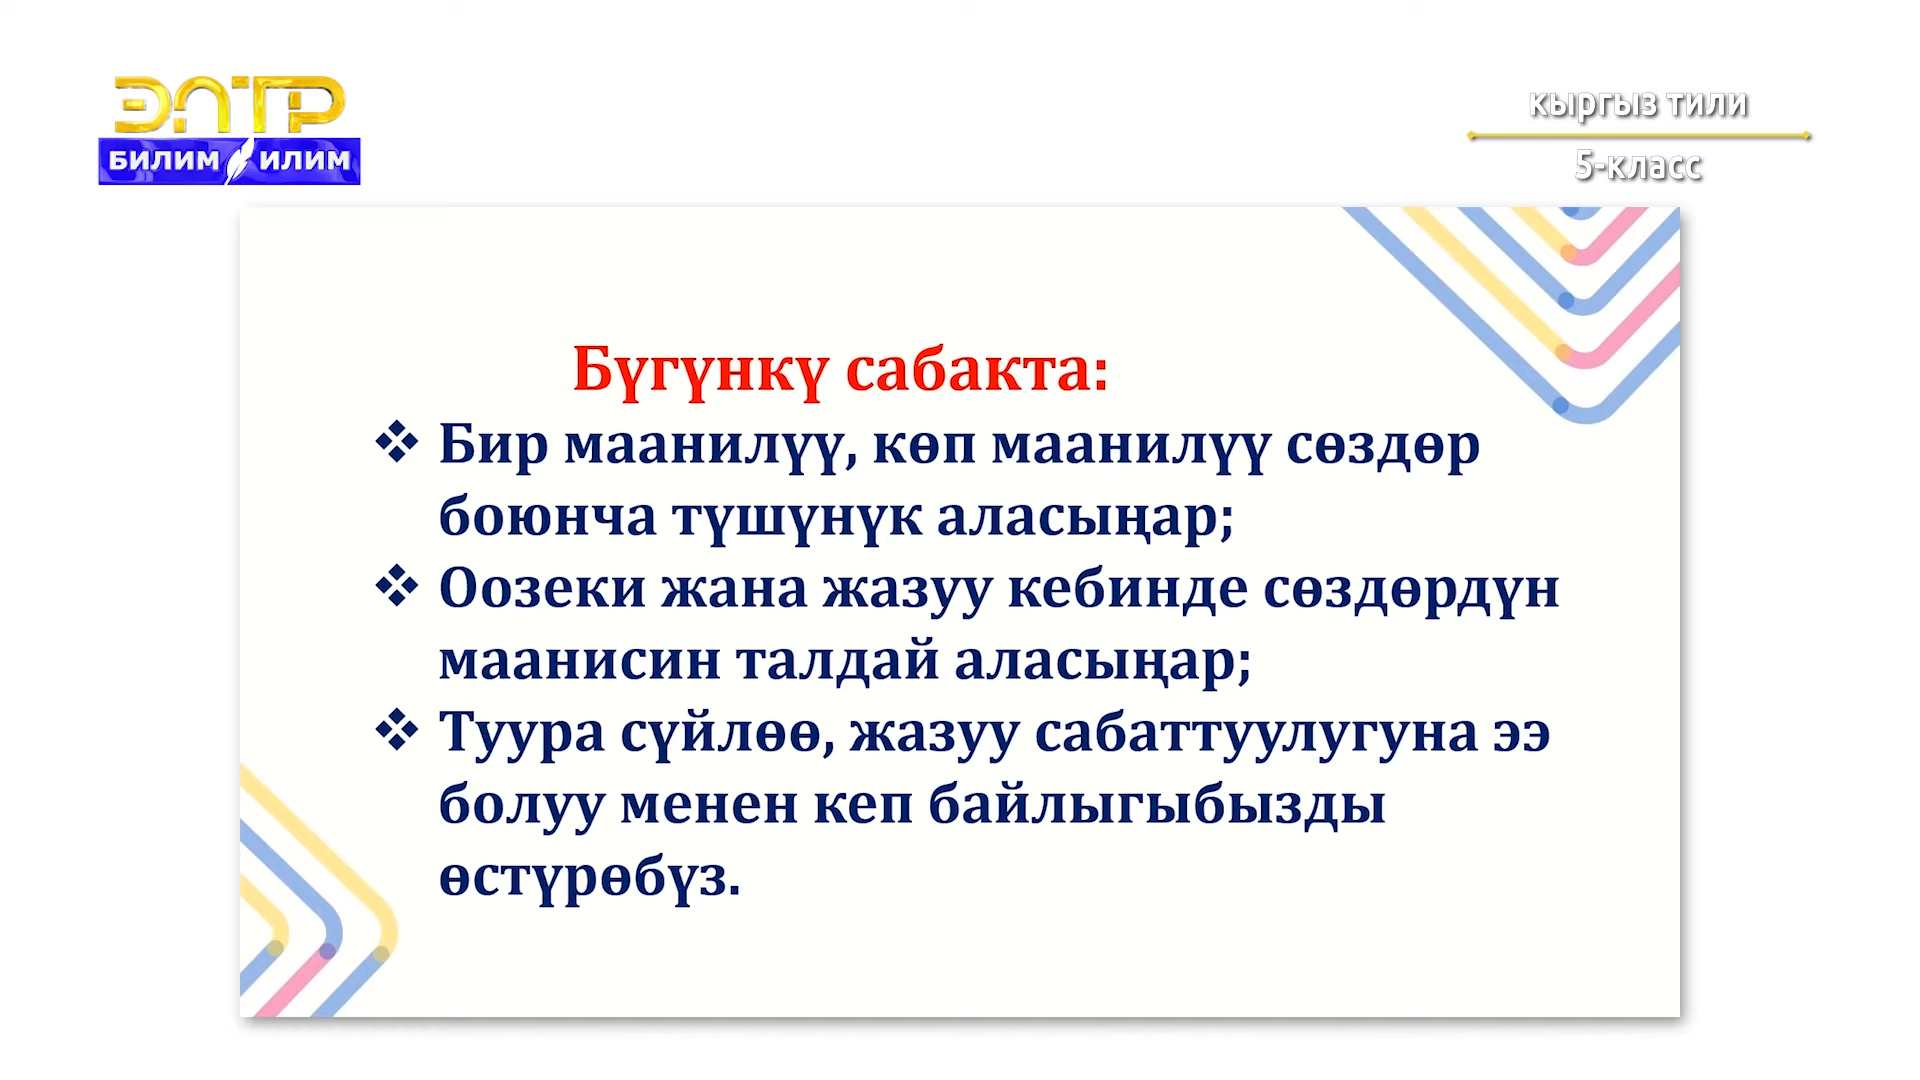 ЭЛТР
БИЛИМ ИЛИМ
кыргыз тили
5-класс
Бүгүнкү сабакта:
❖ Бир маанилүү, көп маанилүү сөздөр
боюнча түшүнүк аласыңар;
❖ Оозеки жана жазуу кебинде сөздөрдүн
маанисин талдай аласыңар;
❖ Туура сүйлөө, жазуу сабаттуулугуна ээ
болуу менен кеп байлыгыбызды
өстүрөбүз.